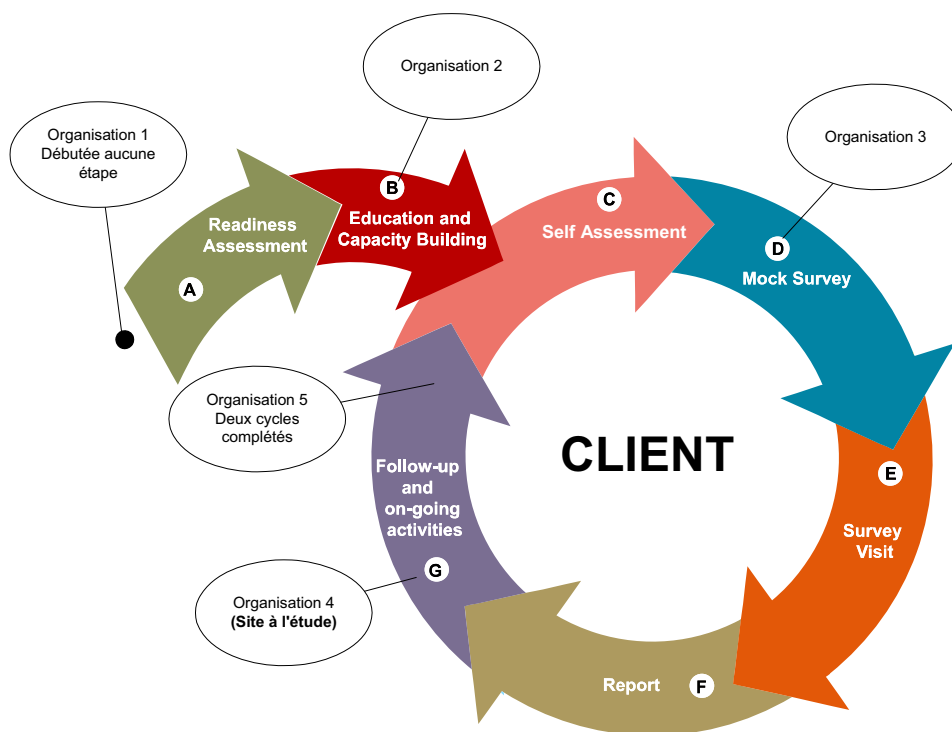 Organisation 1
Débutée aucune
étape
Organisation 2
Organisation 3
A
Readiness
Assessment
B
Education and
Capacity Building
C
Self Assessment
D
Mock Survey
E
Survey
Visit
F
Report
G
Follow-up
and
on-going
activities
Organisation 5
Deux cycles
complétés
Organisation 4
(Site à l'étude)
CLIENT